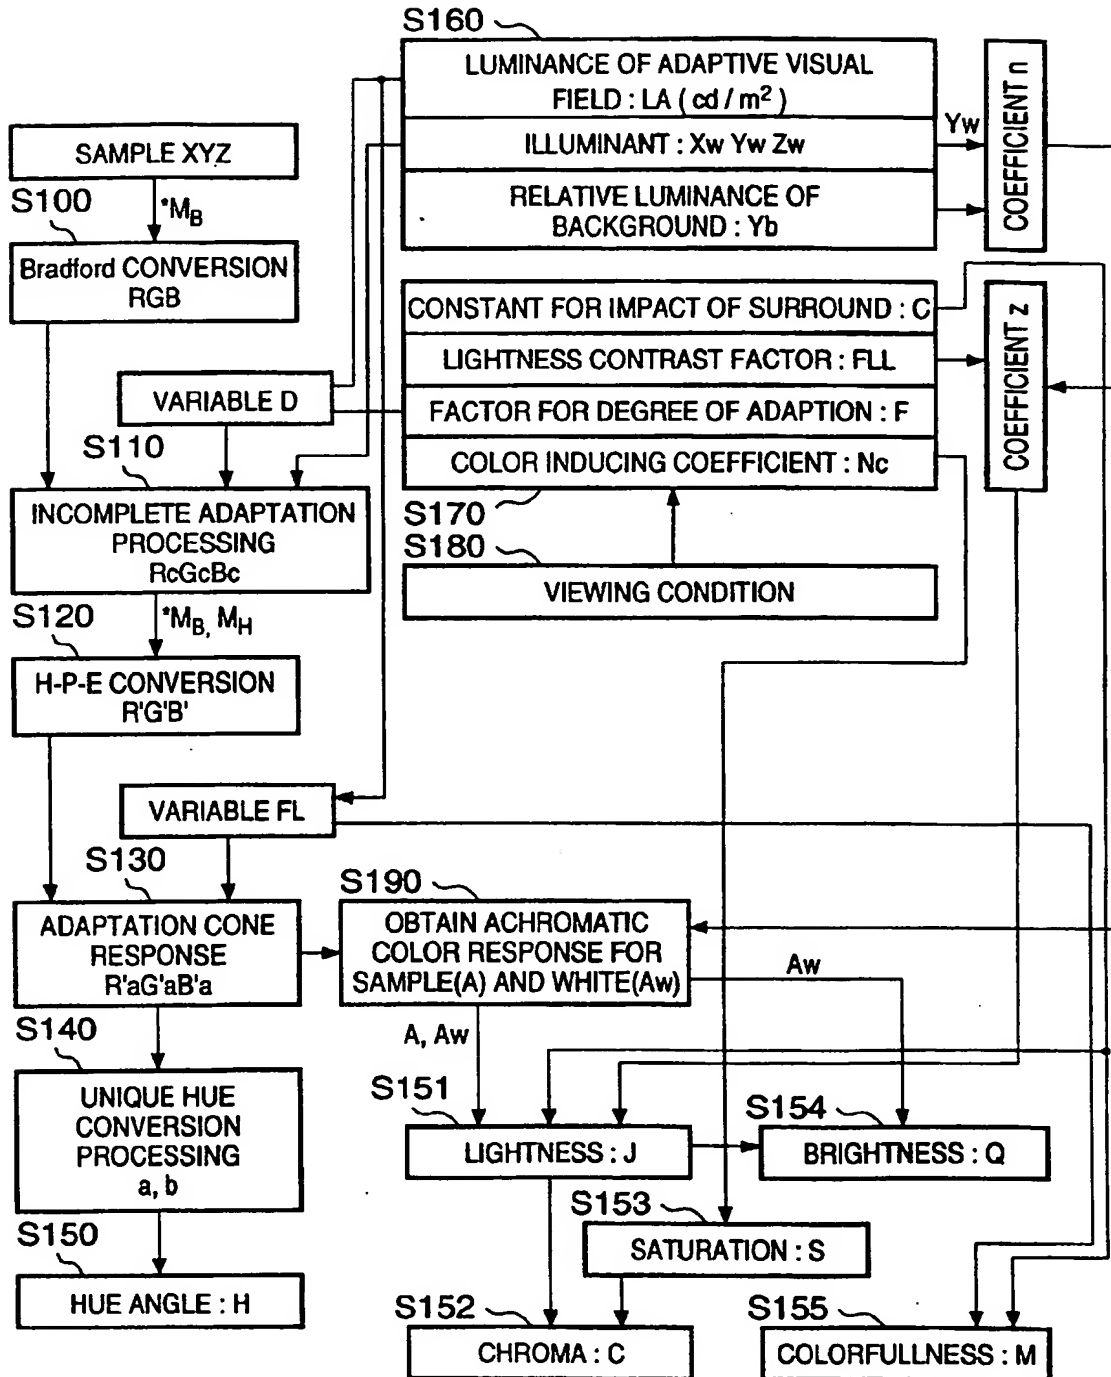 S160
LUMINANCE OF ADAPTIVE VISUAL
FIELD : LA ( cd / m² )
ILLUMINANT : Xw Yw Zw
RELATIVE LUMINANCE OF
BACKGROUND : Yb
Yw
COEFFICIENT n
SAMPLE XYZ
S100
*MB
Bradford CONVERSION
RGB
CONSTANT FOR IMPACT OF SURROUND : C
LIGHTNESS CONTRAST FACTOR : FLL
FACTOR FOR DEGREE OF ADAPTION : F
COLOR INDUCING COEFFICIENT : Nc
COEFFICIENT z
VARIABLE D
S110
INCOMPLETE ADAPTATION
PROCESSING
RcGcBc
S170
S180
VIEWING CONDITION
S120
*MB, MH
H-P-E CONVERSION
R'G'B'
VARIABLE FL
S130
ADAPTATION CONE
RESPONSE
R'aG'aB'a
S190
OBTAIN ACHROMATIC
COLOR RESPONSE FOR
SAMPLE(A) AND WHITE(Aw)
Aw
A, Aw
S140
UNIQUE HUE
CONVERSION
PROCESSING
a, b
S151
LIGHTNESS : J
S154
BRIGHTNESS : Q
S153
SATURATION : S
S150
HUE ANGLE : H
S152
CHROMA : C
S155
COLORFULLNESS : M